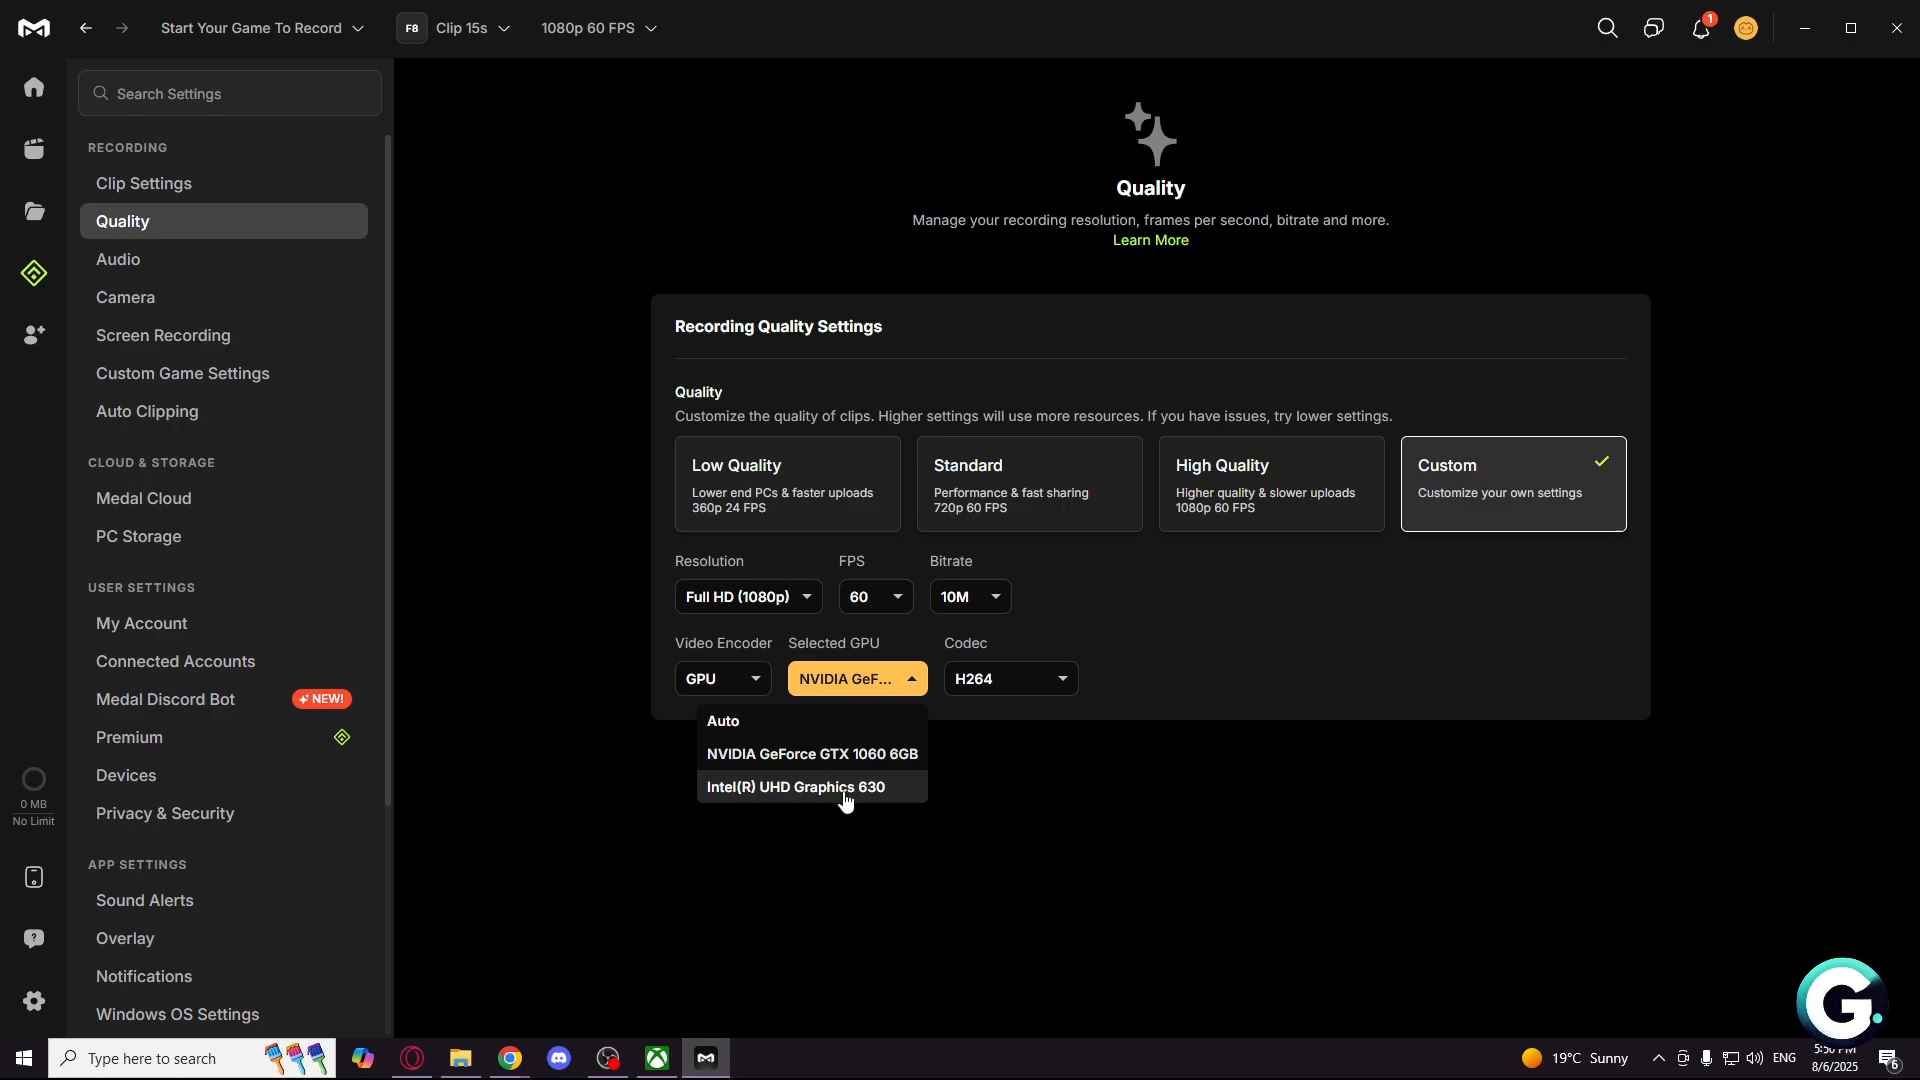 Start Your Game To Record
F8
Clip 15s
1080p 60 FPS
1
Search Settings
RECORDING
Clip Settings
Quality
Audio
Camera
Screen Recording
Custom Game Settings
Auto Clipping
CLOUD & STORAGE
Medal Cloud
PC Storage
USER SETTINGS
My Account
Connected Accounts
Medal Discord Bot
NEW!
Premium
Devices
Privacy & Security
APP SETTINGS
Sound Alerts
Overlay
Notifications
Windows OS Settings
0 MB
No Limit
Quality
Manage your recording resolution, frames per second, bitrate and more.
Learn More
Recording Quality Settings
Quality
Customize the quality of clips. Higher settings will use more resources. If you have issues, try lower settings.
Low Quality
Lower end PCs & faster uploads
360p 24 FPS
Standard
Performance & fast sharing
720p 60 FPS
High Quality
Higher quality & slower uploads
1080p 60 FPS
Custom
Customize your own settings
Resolution
FPS
Bitrate
Full HD (1080p)
60
10M
Video Encoder
Selected GPU
Codec
GPU
NVIDIA GeF...
H264
Auto
NVIDIA GeForce GTX 1060 6GB
Intel(R) UHD Graphics 630
G
Type here to search
19°C Sunny
ENG
5:50 PM
8/6/2025
6